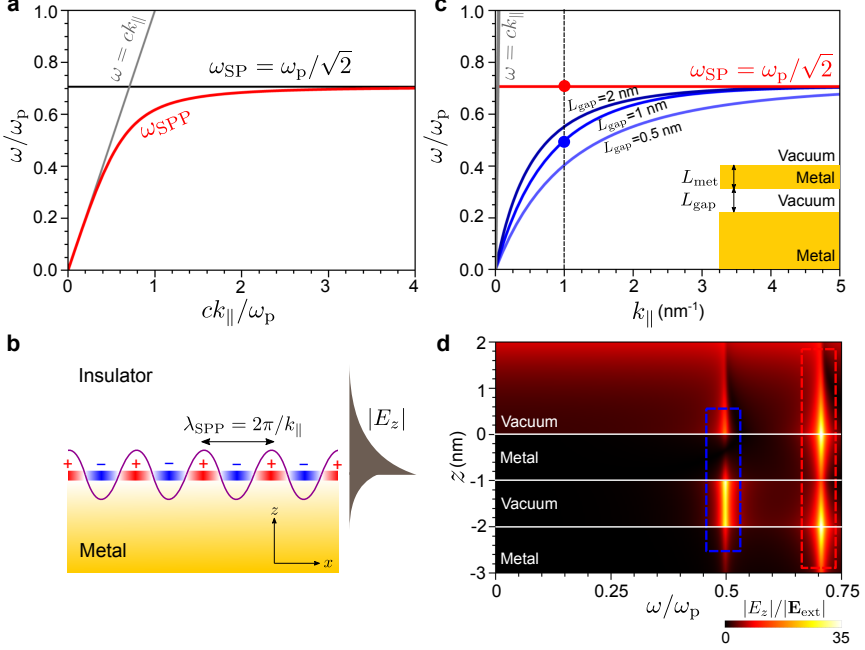 a
1.0
0.8
0.6
0.4
0.2
0.0
ω/ωp
ω = ck∥
ωSP = ωp/√2
ωSPP
0
1
2
3
4
ck∥/ωp
b
Insulator
λSPP = 2π/k∥
|Ez|
+ − + − + − + − +
z
x
Metal
c
1.0
0.8
0.6
0.4
0.2
0.0
ω/ωp
ω = ck∥
ωSP = ωp/√2
Lgap=2 nm
Lgap=1 nm
Lgap=0.5 nm
Vacuum
Lmet
Metal
Lgap
Vacuum
Metal
0
1
2
3
4
5
k∥ (nm-1)
d
2
1
0
-1
-2
-3
z (nm)
Vacuum
Metal
Vacuum
Metal
0
0.5
0.75
ω/ωp
|Ez|/|Eext|
0
35